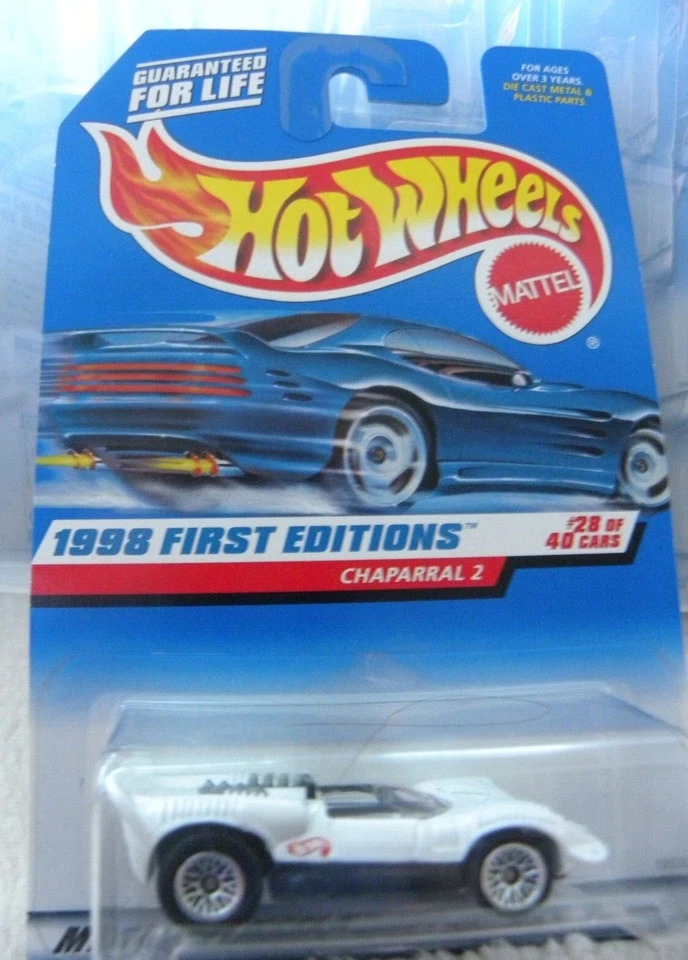 GUARANTEED
FOR LIFE
FOR AGES
OVER 3 YEARS.
DIE CAST METAL &
PLASTIC PARTS.
HOT WHEELS
MATTEL
®
1998 FIRST EDITIONS™
#28 OF
40 CARS
CHAPARRAL 2